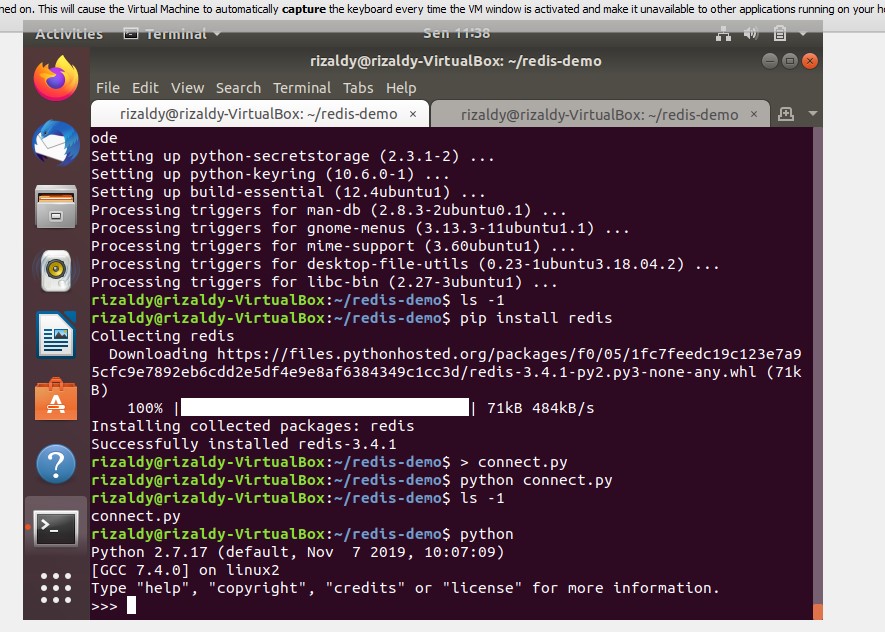 ned on. This will cause the Virtual Machine to automatically capture the keyboard every time the VM window is activated and make it unavailable to other applications running on your
Activities Terminal Sen 11:38
rizaldy@rizaldy-VirtualBox: ~/redis-demo
File Edit View Search Terminal Tabs Help
rizaldy@rizaldy-VirtualBox: ~/redis-demo × rizaldy@rizaldy-VirtualBox: ~/redis-demo ×
ode
Setting up python-secretstorage (2.3.1-2) ...
Setting up python-keyring (10.6.0-1) ...
Setting up build-essential (12.4ubuntu1) ...
Processing triggers for man-db (2.8.3-2ubuntu0.1) ...
Processing triggers for gnome-menus (3.13.3-11ubuntu1.1) ...
Processing triggers for mime-support (3.60ubuntu1) ...
Processing triggers for desktop-file-utils (0.23-1ubuntu3.18.04.2) ...
Processing triggers for libc-bin (2.27-3ubuntu1) ...
rizaldy@rizaldy-VirtualBox:~/redis-demo$ ls -1
rizaldy@rizaldy-VirtualBox:~/redis-demo$ pip install redis
Collecting redis
  Downloading https://files.pythonhosted.org/packages/f0/05/1fc7feedc19c123e7a9
5cfc9e7892eb6cdd2e5df4e9e8af6384349c1cc3d/redis-3.4.1-py2.py3-none-any.whl (71k
B)
    100% |████████████████████████████████| 71kB 484kB/s
Installing collected packages: redis
Successfully installed redis-3.4.1
rizaldy@rizaldy-VirtualBox:~/redis-demo$ > connect.py
rizaldy@rizaldy-VirtualBox:~/redis-demo$ python connect.py
rizaldy@rizaldy-VirtualBox:~/redis-demo$ ls -1
connect.py
rizaldy@rizaldy-VirtualBox:~/redis-demo$ python
Python 2.7.17 (default, Nov  7 2019, 10:07:09)
[GCC 7.4.0] on linux2
Type "help", "copyright", "credits" or "license" for more information.
>>>